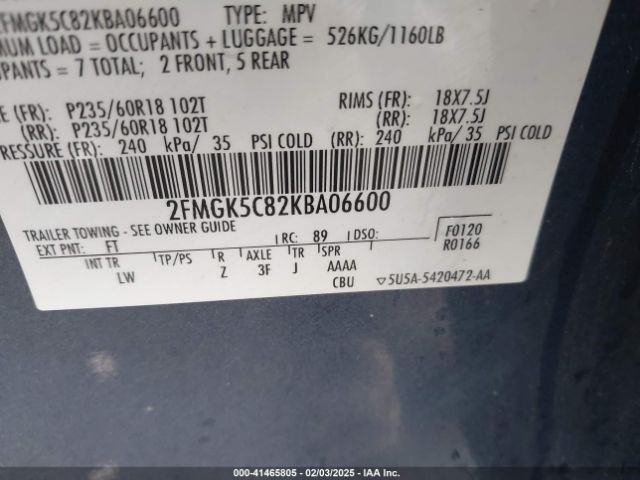 2FMGK5C82KBA06600 TYPE: MPV
NUM LOAD = OCCUPANTS + LUGGAGE = 526KG/1160LB
PANTS = 7 TOTAL; 2 FRONT, 5 REAR
E (FR): P235/60R18 102T RIMS (FR): 18X7.5J
(RR): P235/60R18 102T (RR): 18X7.5J
RESSURE (FR): 240 kPa/ 35 PSI COLD (RR): 240 kPa/ 35 PSI COLD
2FMGK5C82KBA06600
TRAILER TOWING - SEE OWNER GUIDE
EXT PNT: FT RC: 89 DSO: F0120
R0166
INT TR TP/PS R AXLE TR SPR
LW Z 3F J AAAA
CBU ▽5U5A-5420472-AA
000-41465805 - 02/03/2025 - IAA Inc.